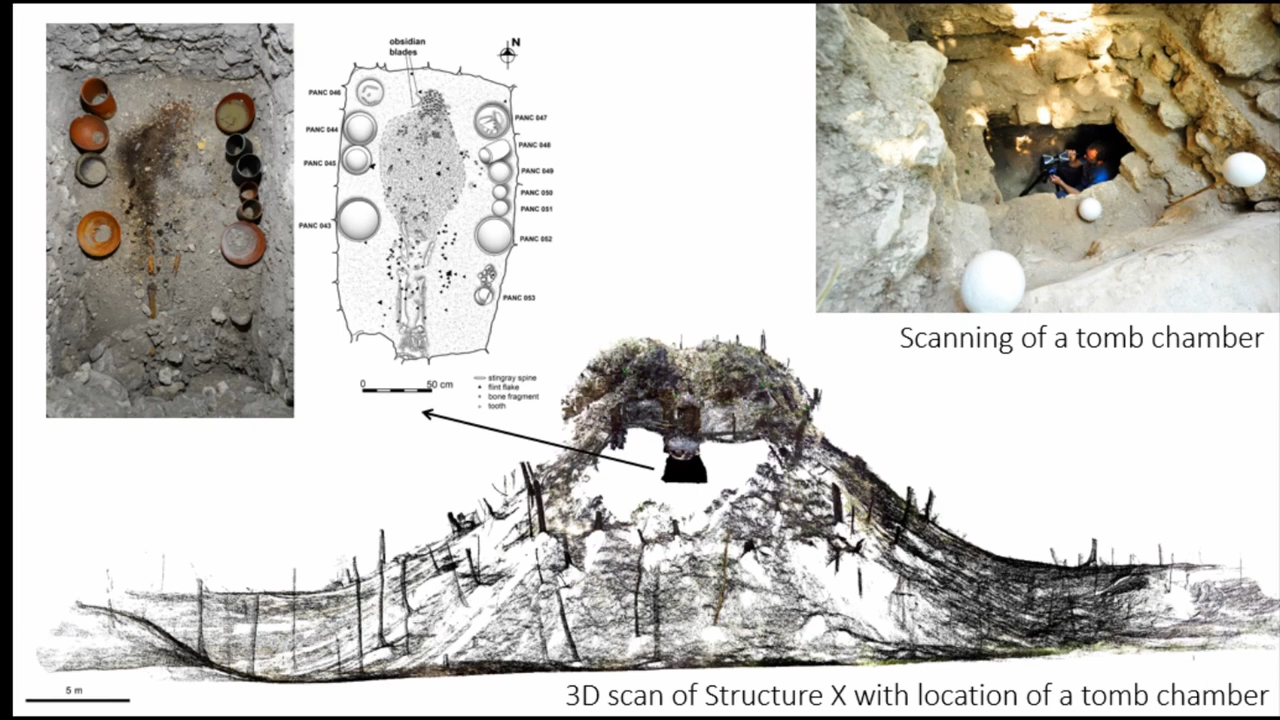 obsidian
blades
N
PANC 046
PANC 047
PANC 044
PANC 048
PANC 045
PANC 049
PANC 050
PANC 051
PANC 043
PANC 052
PANC 053
0 50 cm
stingray spine
flint flake
bone fragment
tooth
Scanning of a tomb chamber
5 m
3D scan of Structure X with location of a tomb chamber